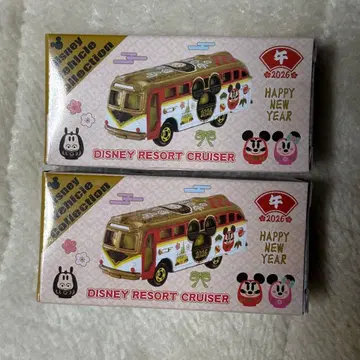 Disney
Vehicle
Collection
午
2026
HAPPY
NEW
YEAR
DISNEY RESORT CRUISER
Disney
Vehicle
Collection
午
2026
HAPPY
NEW
YEAR
DISNEY RESORT CRUISER